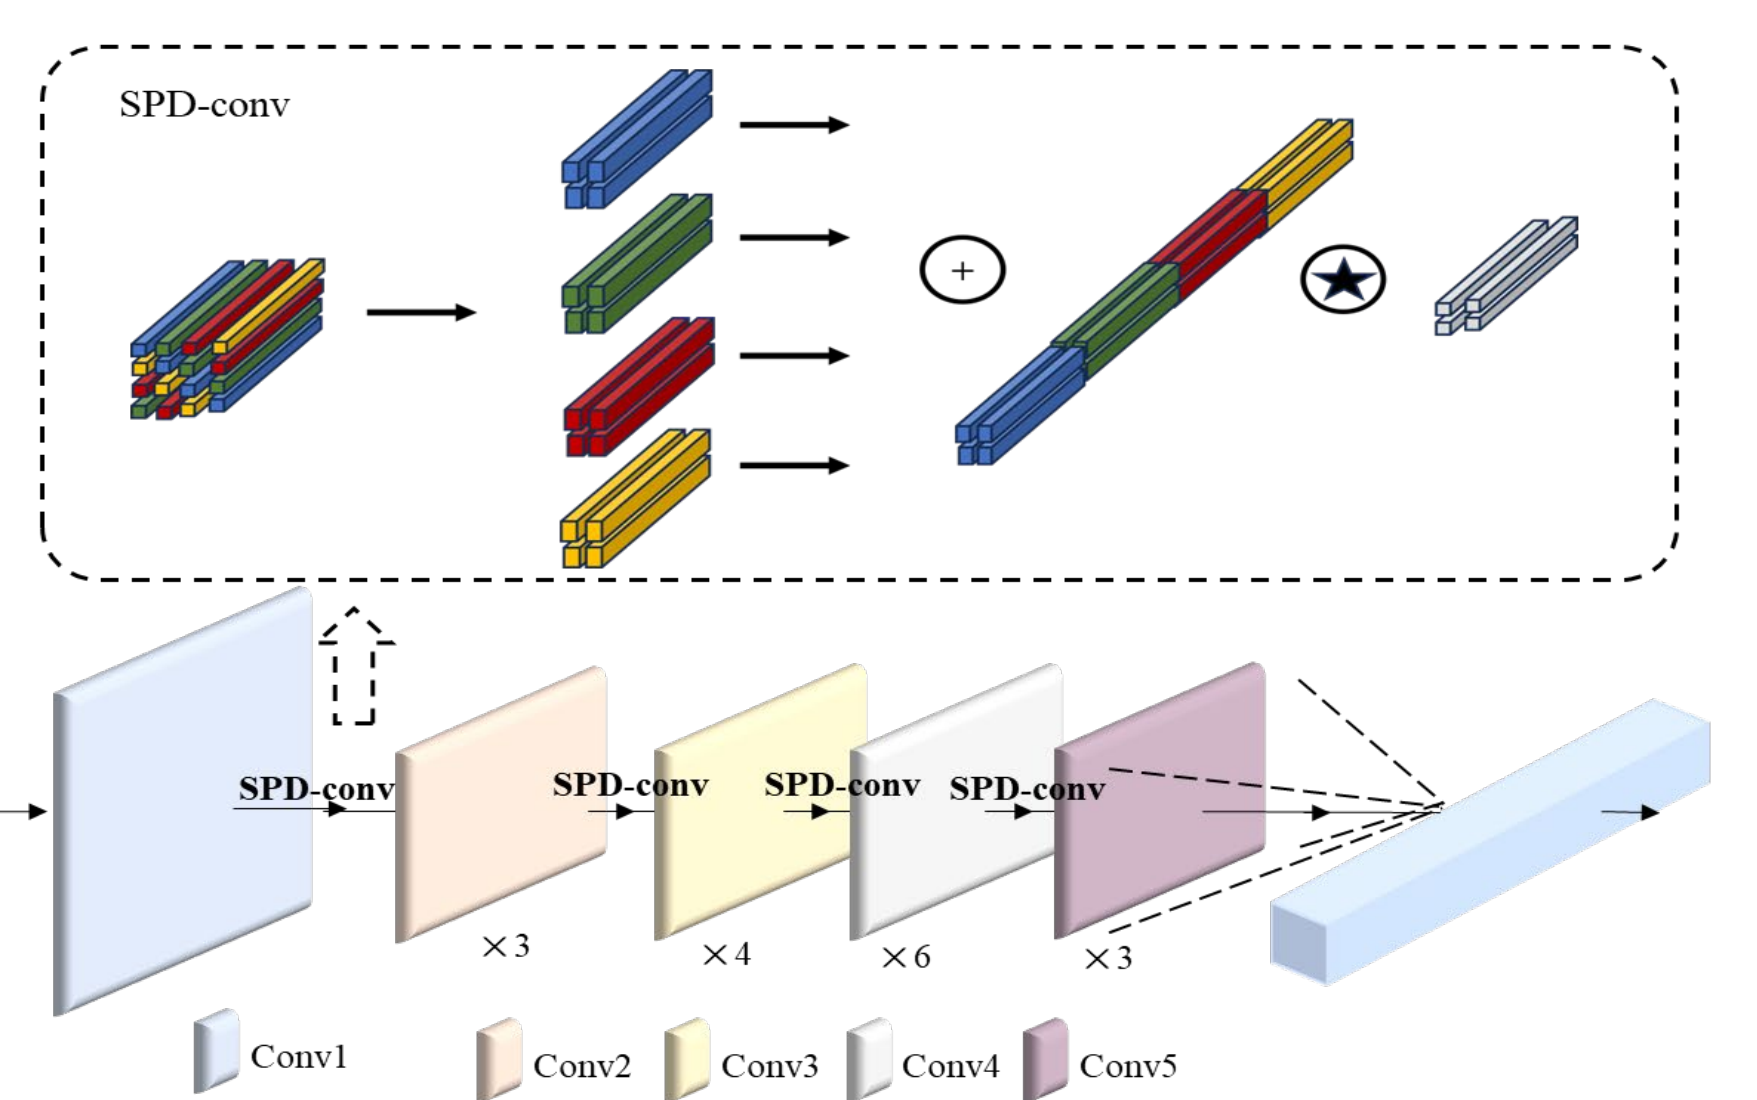 SPD-conv
+
SPD-conv
SPD-conv
SPD-conv
SPD-conv
×3
×4
×6
×3
Conv1
Conv2
Conv3
Conv4
Conv5